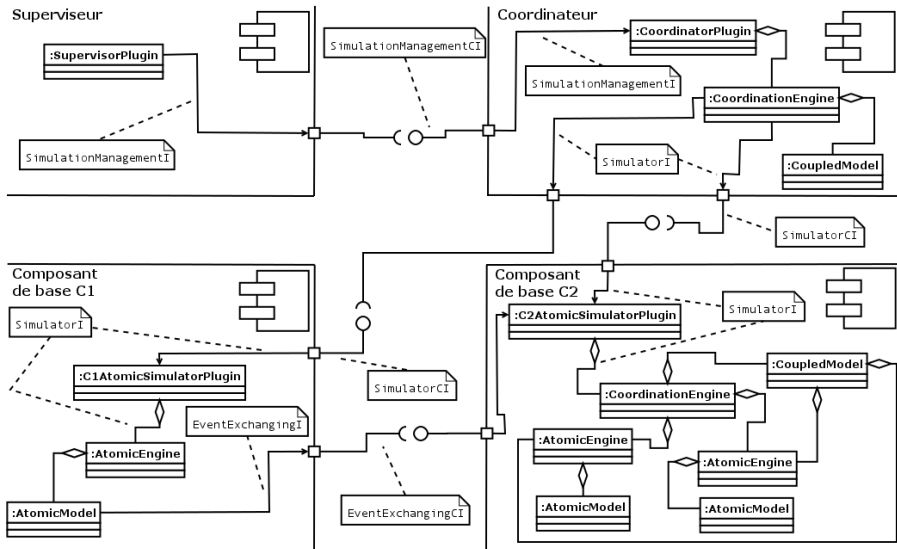 Superviseur
:SupervisorPlugin
SimulationManagementI
SimulationManagementCI
Coordinateur
:CoordinatorPlugin
SimulationManagementI
:CoordinationEngine
SimulatorI
:CoupledModel
SimulatorCI
Composant
de base C1
SimulatorI
:C1AtomicSimulatorPlugin
EventExchangingI
:AtomicEngine
:AtomicModel
SimulatorCI
EventExchangingCI
Composant
de base C2
SimulatorI
:C2AtomicSimulatorPlugin
:CoupledModel
:CoordinationEngine
:AtomicEngine
:AtomicEngine
:AtomicModel
:AtomicModel